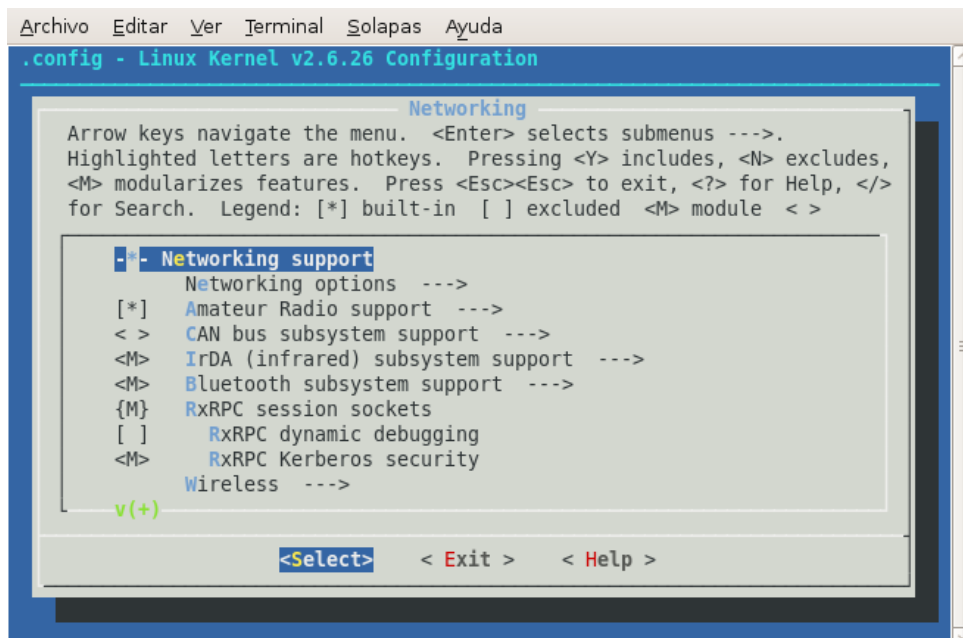 Archivo Editar Ver Terminal Solapas Ayuda
.config - Linux Kernel v2.6.26 Configuration
Networking
Arrow keys navigate the menu. <Enter> selects submenus --->.
Highlighted letters are hotkeys. Pressing <Y> includes, <N> excludes,
<M> modularizes features. Press <Esc><Esc> to exit, <?> for Help, </>
for Search. Legend: [*] built-in [ ] excluded <M> module < >
-*- Networking support
Networking options --->
[*] Amateur Radio support --->
< > CAN bus subsystem support --->
<M> IrDA (infrared) subsystem support --->
<M> Bluetooth subsystem support --->
{M} RxRPC session sockets
[ ] RxRPC dynamic debugging
<M> RxRPC Kerberos security
Wireless --->
v(+)
<Select> < Exit > < Help >